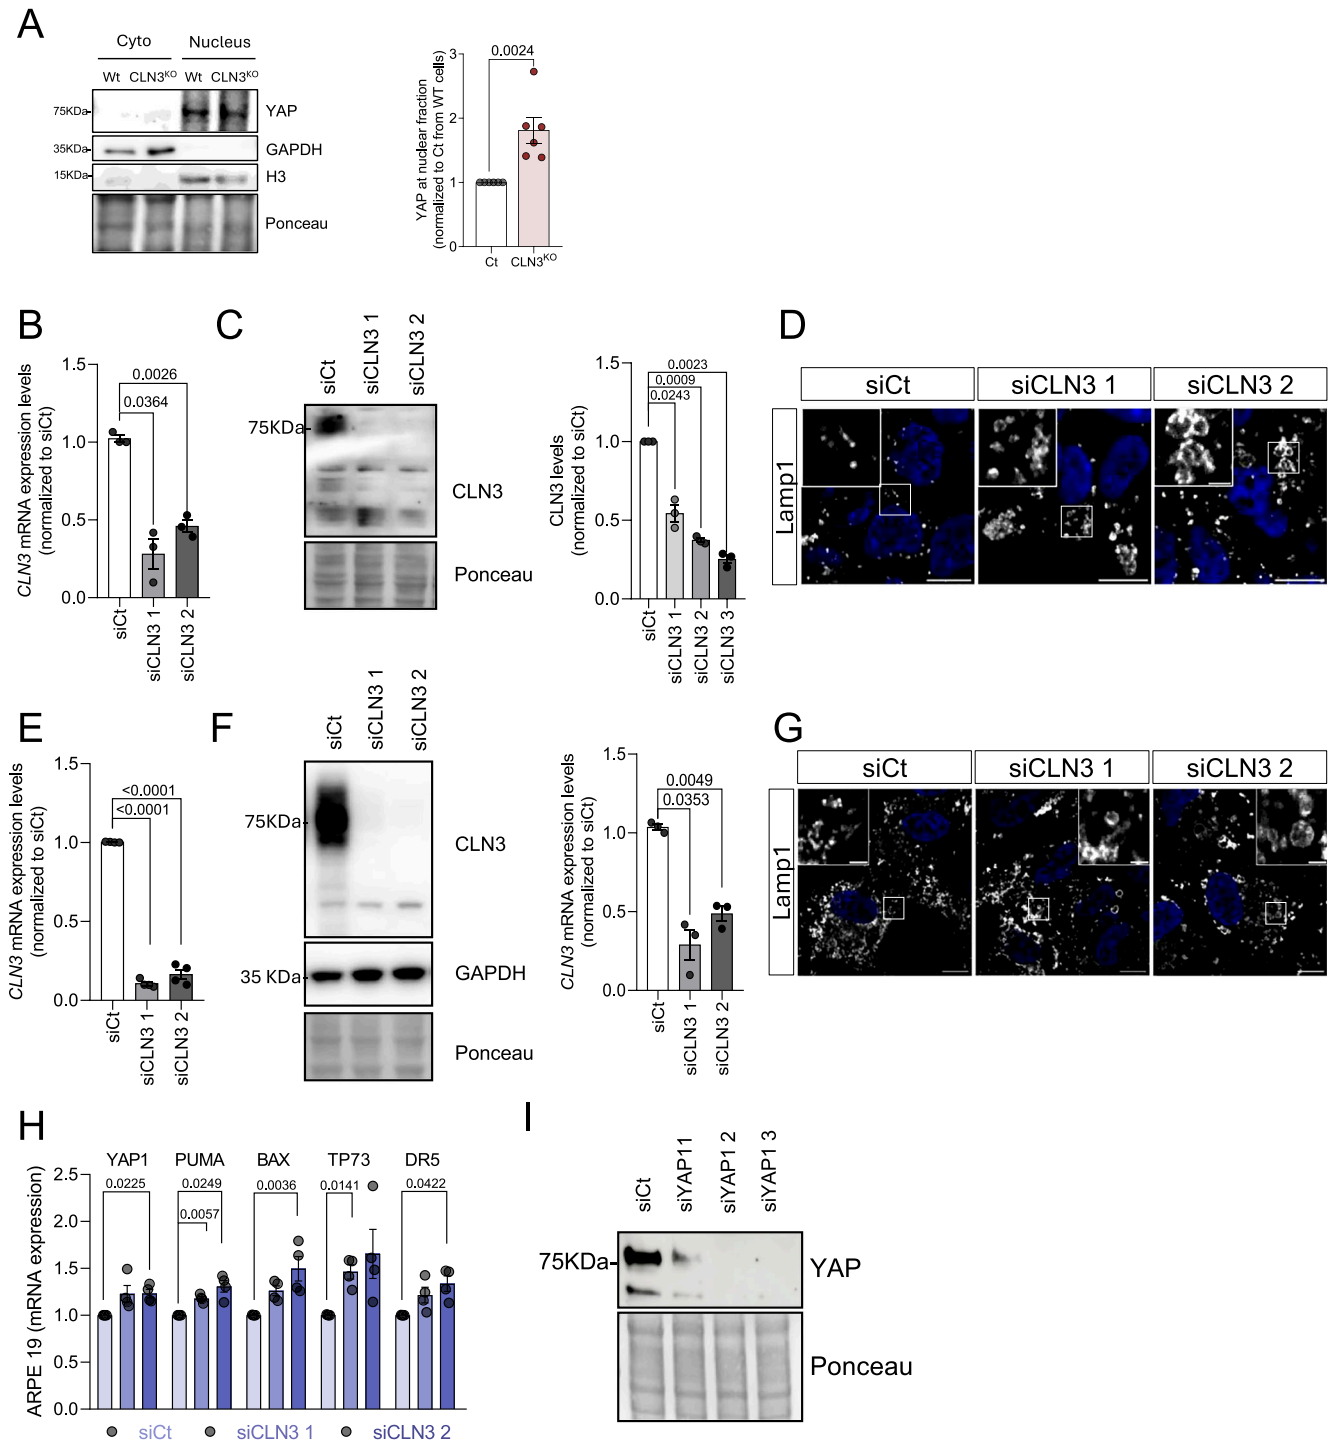 A
Cyto Nucleus
Wt CLN3KO Wt CLN3KO
75KDa
YAP
35KDa
GAPDH
15KDa
H3
Ponceau
YAP at nuclear fraction
(normalized to Ct from WT cells)
3
2
1
0
0.0024
Ct CLN3KO
B
CLN3 mRNA expression levels
(normalized to siCt)
1.5
1.0
0.5
0.0
0.0026
0.0364
siCt
siCLN3 1
siCLN3 2
C
siCt
siCLN3 1
siCLN3 2
75KDa
CLN3
Ponceau
CLN3 levels
(normalized to siCt)
1.5
1.0
0.5
0.0
0.0023
0.0009
0.0243
siCt
siCLN3 1
siCLN3 2
siCLN3 3
D
siCt siCLN3 1 siCLN3 2
Lamp1
E
CLN3 mRNA expression levels
(normalized to siCt)
1.5
1.0
0.5
0.0
<0.0001
<0.0001
siCt
siCLN3 1
siCLN3 2
F
siCt
siCLN3 1
siCLN3 2
75KDa
CLN3
35 KDa
GAPDH
Ponceau
CLN3 mRNA expression levels
(normalized to siCt)
1.5
1.0
0.5
0.0
0.0049
0.0353
siCt
siCLN3 1
siCLN3 2
G
siCt siCLN3 1 siCLN3 2
Lamp1
H
ARPE 19 (mRNA expression)
2.5
2.0
1.5
1.0
0.5
0.0
YAP1 PUMA BAX TP73 DR5
0.0225 0.0249 0.0036 0.0141 0.0422
0.0057
siCt siCLN3 1 siCLN3 2
I
siCt
siYAP11
siYAP1 2
siYAP1 3
75KDa
YAP
Ponceau